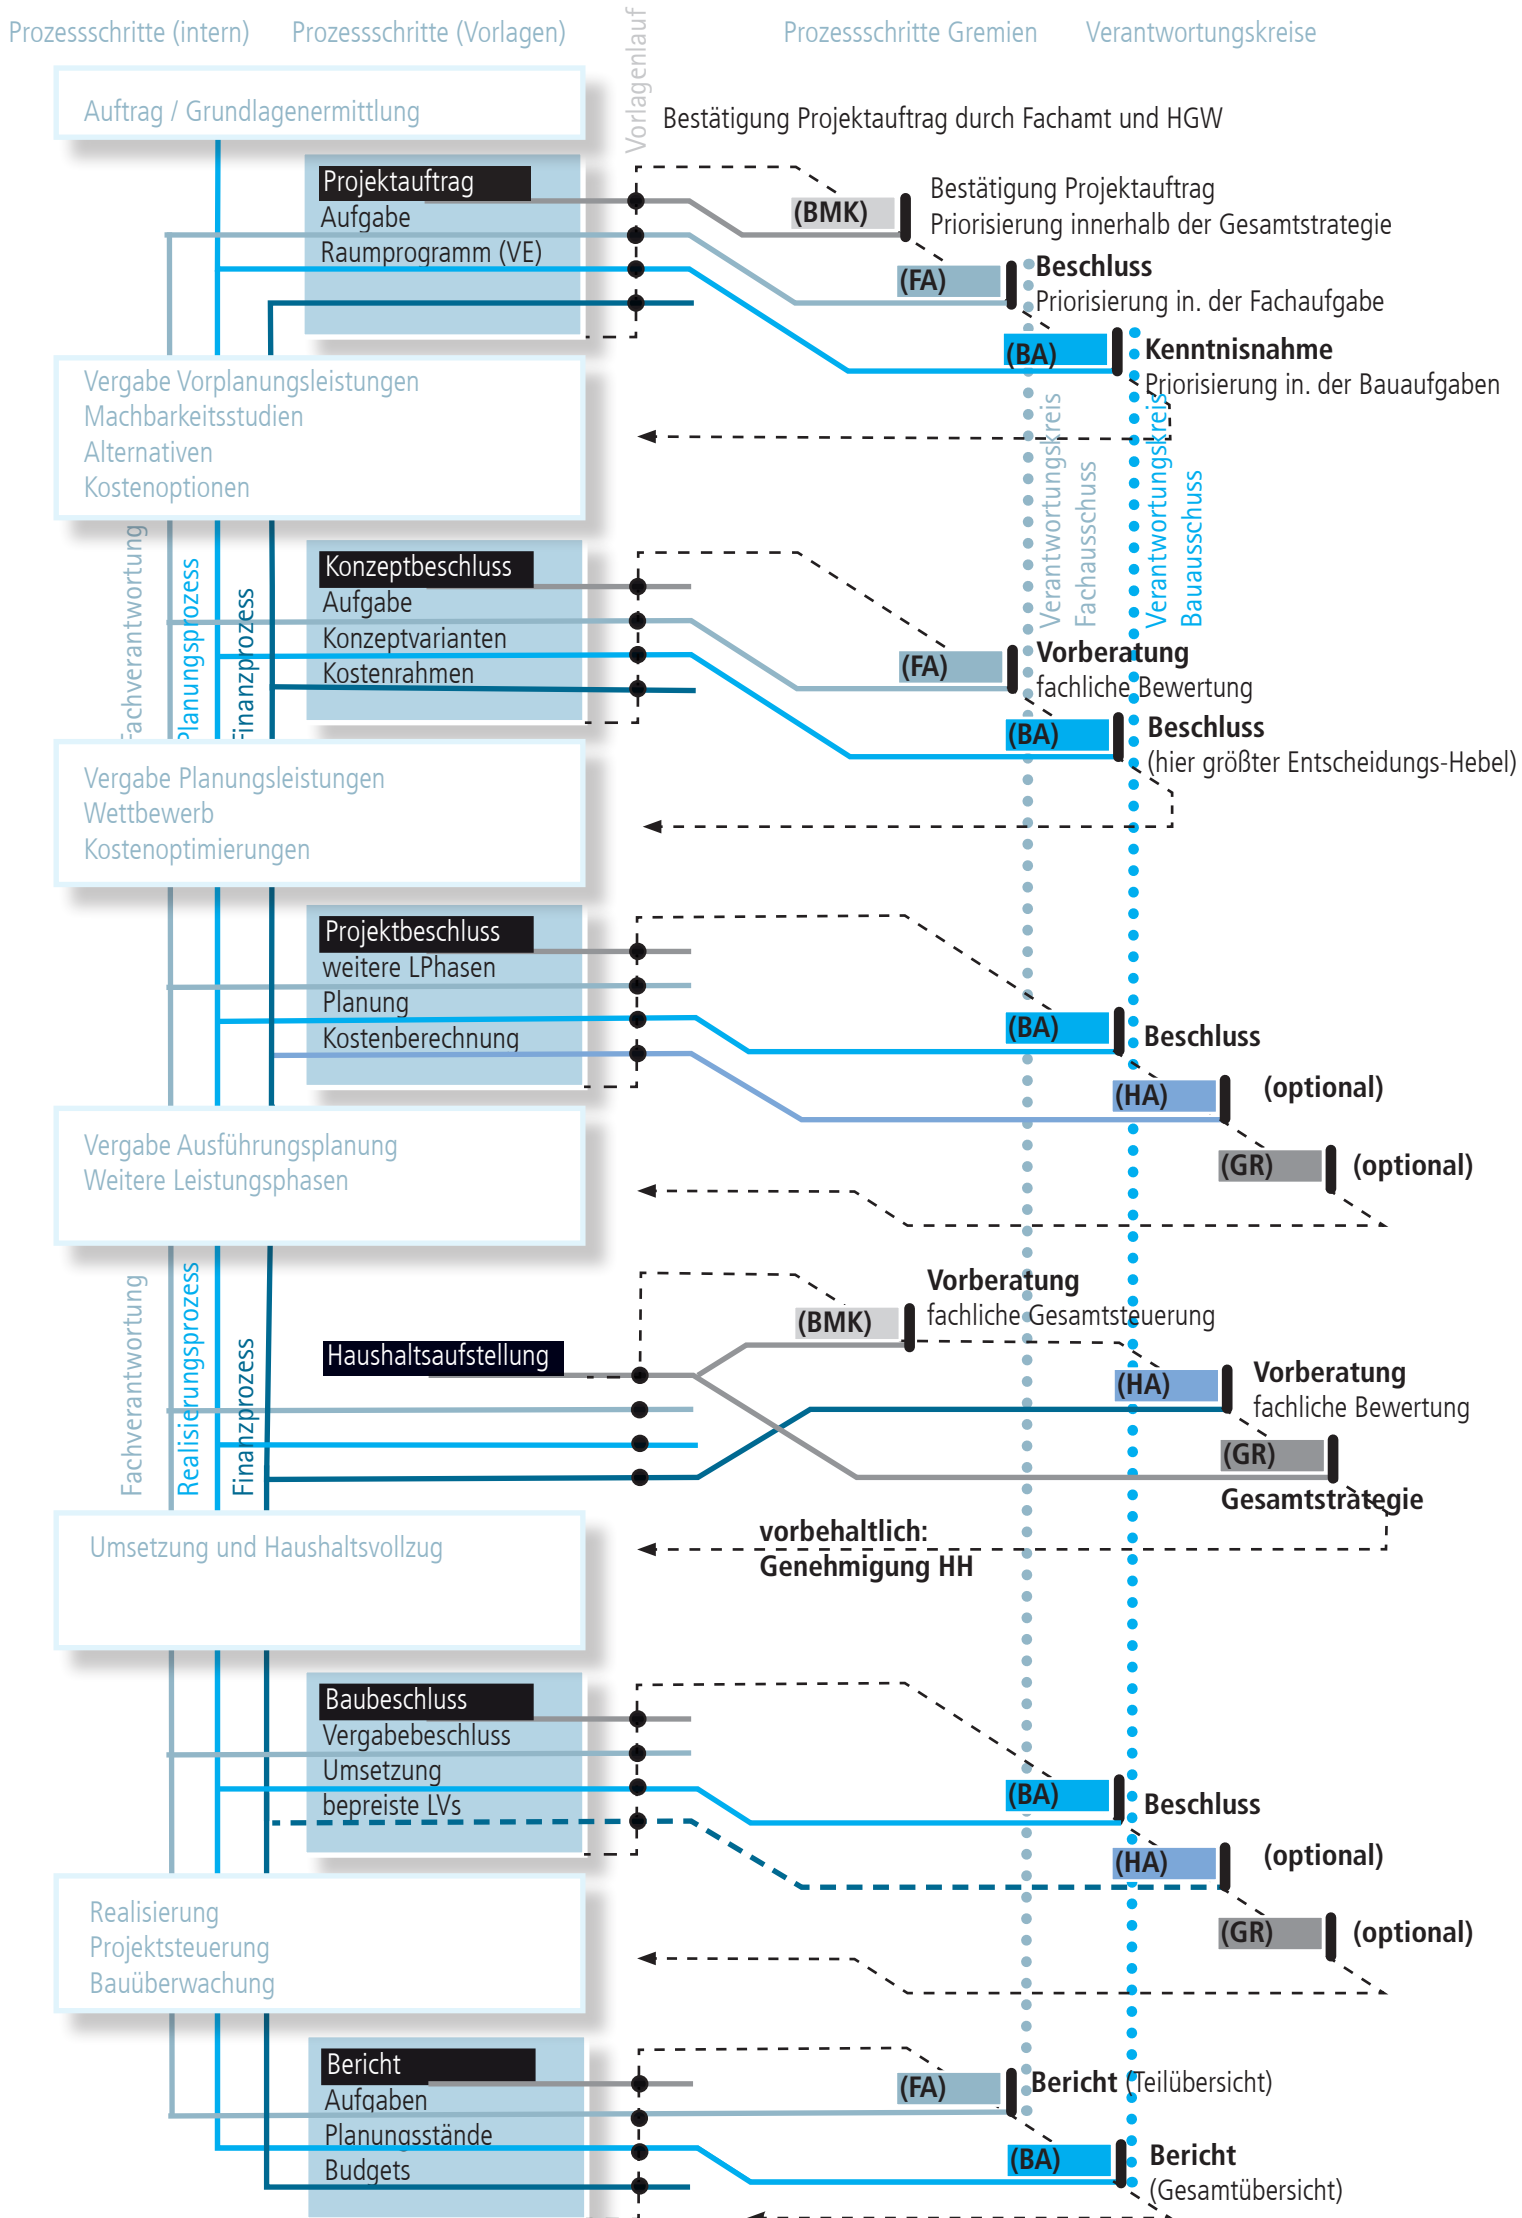 Prozessschritte (intern)
Prozessschritte (Vorlagen)
Vorlagenlauf
Prozessschritte Gremien
Verantwortungskreise
Auftrag / Grundlagenermittlung
Bestätigung Projektauftrag durch Fachamt und HGW
Projektauftrag
Aufgabe
Raumprogramm (VE)
(BMK)
Bestätigung Projektauftrag
Priorisierung innerhalb der Gesamtstrategie
(FA)
Beschluss
Priorisierung in. der Fachaufgabe
(BA)
Kenntnisnahme
Priorisierung in. der Bauaufgaben
Vergabe Vorplanungsleistungen
Machbarkeitsstudien
Alternativen
Kostenoptionen
Verantwortungskreis
Fachausschuss
Verantwortungskreis
Bauausschuss
Fachverantwortung
Planungsprozess
Finanzprozess
Konzeptbeschluss
Aufgabe
Konzeptvarianten
Kostenrahmen
(FA)
Vorberatung
fachliche Bewertung
(BA)
Beschluss
(hier größter Entscheidungs-Hebel)
Vergabe Planungsleistungen
Wettbewerb
Kostenoptimierungen
Projektbeschluss
weitere LPhasen
Planung
Kostenberechnung
(BA)
Beschluss
(HA)
(optional)
(GR)
(optional)
Vergabe Ausführungsplanung
Weitere Leistungsphasen
Fachverantwortung
Realisierungsprozess
Finanzprozess
Haushaltsaufstellung
(BMK)
Vorberatung
fachliche Gesamtsteuerung
(HA)
Vorberatung
fachliche Bewertung
(GR)
Gesamtstrategie
Umsetzung und Haushaltsvollzug
vorbehaltlich:
Genehmigung HH
Baubeschluss
Vergabebeschluss
Umsetzung
bepreiste LVs
(BA)
Beschluss
(HA)
(optional)
(GR)
(optional)
Realisierung
Projektsteuerung
Bauüberwachung
Bericht
Aufgaben
Planungsstände
Budgets
(FA)
Bericht (Teilübersicht)
(BA)
Bericht
(Gesamtübersicht)